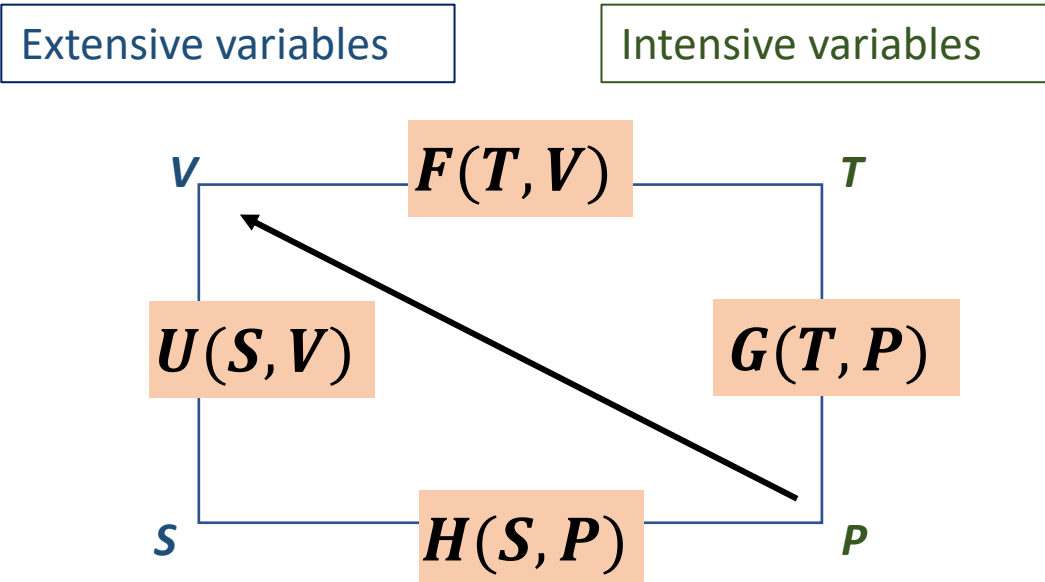 Extensive variables
Intensive variables
V
F(T,V)
T
U(S,V)
G(T,P)
S
H(S,P)
P